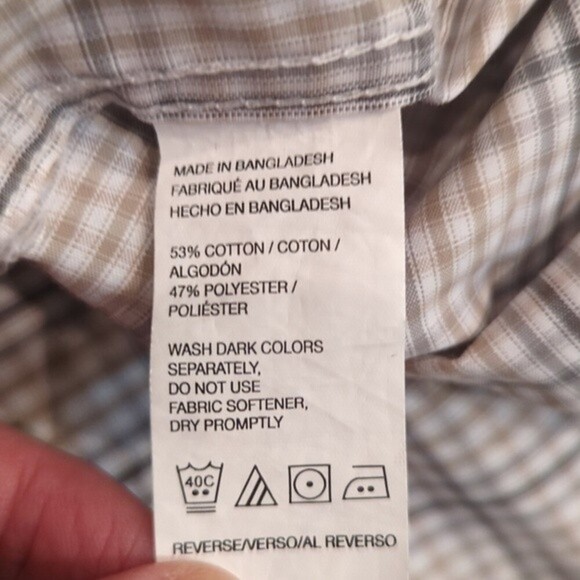 MADE IN BANGLADESH
FABRIQUÉ AU BANGLADESH
HECHO EN BANGLADESH
53% COTTON / COTON /
ALGODÓN
47% POLYESTER /
POLIÉSTER
WASH DARK COLORS
SEPARATELY,
DO NOT USE
FABRIC SOFTENER,
DRY PROMPTLY
40C
REVERSE/VERSO/AL REVERSO